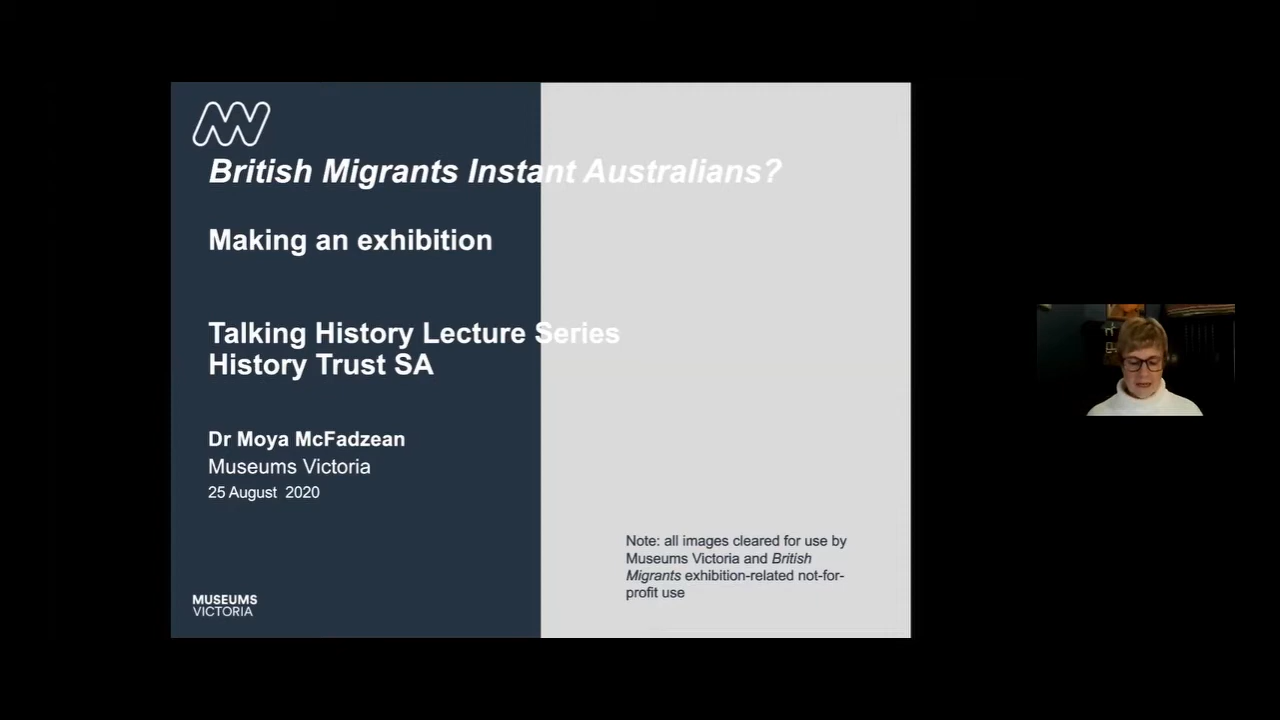 British Migrants Instant Australians?
Making an exhibition
Talking History Lecture Series
History Trust SA
Dr Moya McFadzean
Museums Victoria
25 August 2020
Note: all images cleared for use by
Museums Victoria and British
Migrants exhibition-related not-for-
profit use
MUSEUMS
VICTORIA